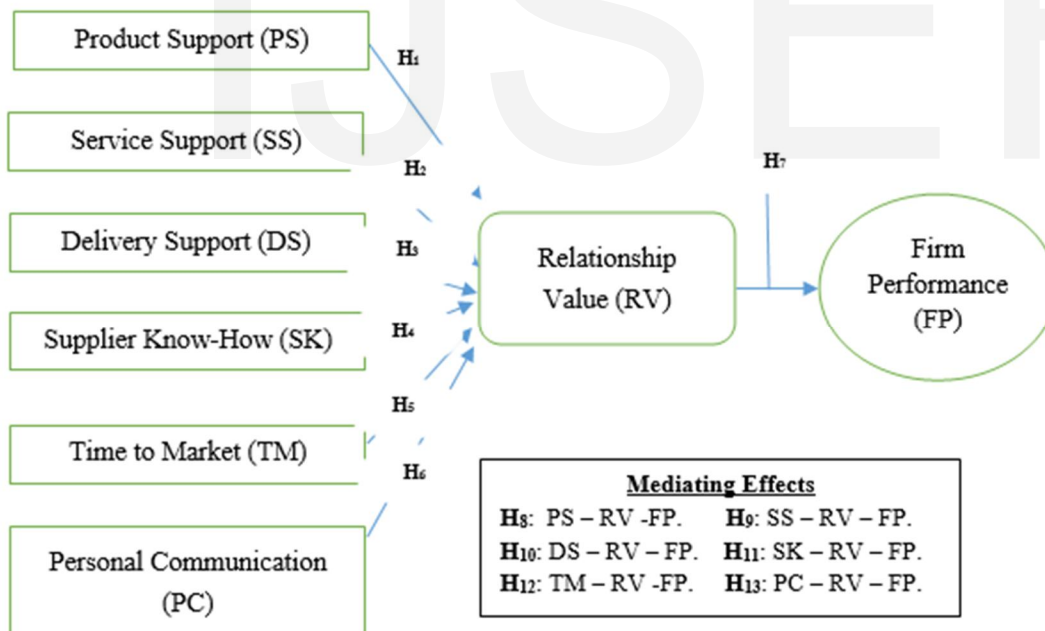 IJSER
Product Support (PS)
H₁
Service Support (SS)
H₂
H₇
Delivery Support (DS)
H₃
Relationship
Value (RV)
Firm
Performance
(FP)
Supplier Know-How (SK)
H₄
H₅
Time to Market (TM)
H₆
Personal Communication
(PC)
Mediating Effects
H₈: PS – RV -FP. H₉: SS – RV – FP.
H₁₀: DS – RV – FP. H₁₁: SK – RV – FP.
H₁₂: TM – RV -FP. H₁₃: PC – RV – FP.